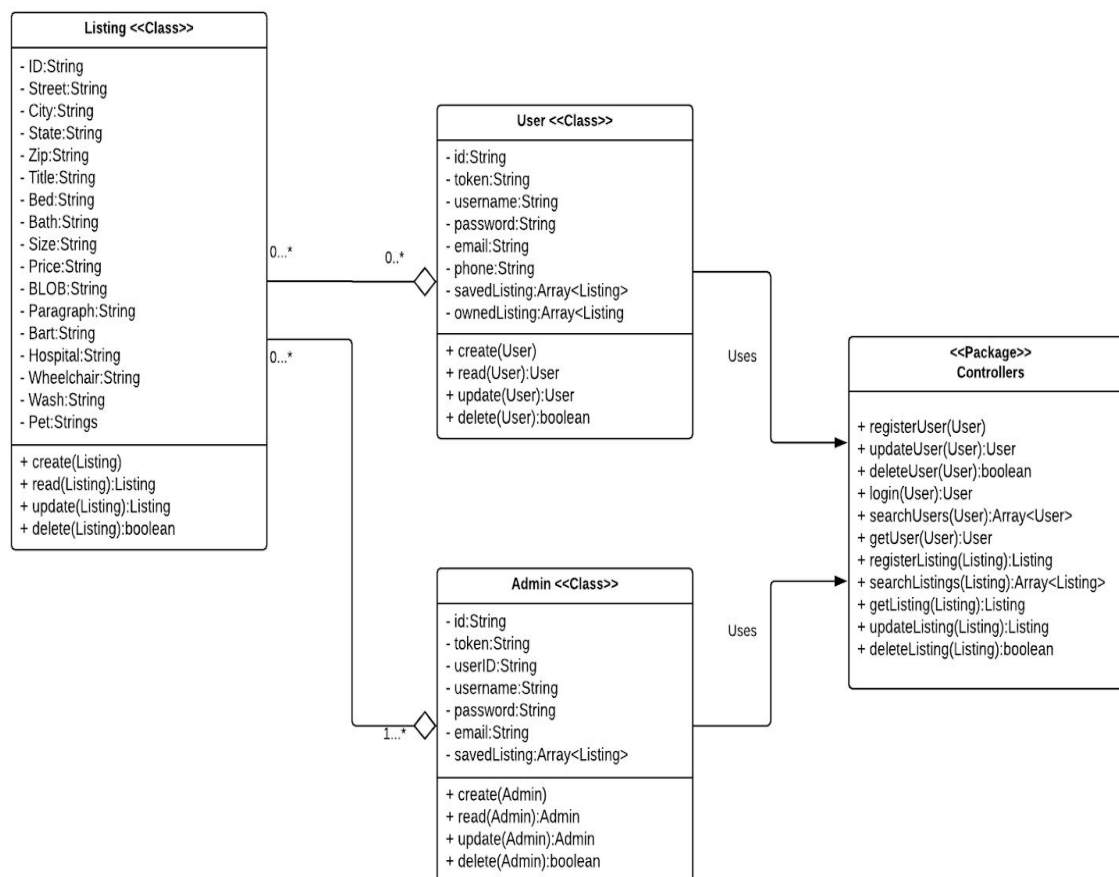 Listing <<Class>>
- ID:String
- Street:String
- City:String
- State:String
- Zip:String
- Title:String
- Bed:String
- Bath:String
- Size:String
- Price:String
- BLOB:String
- Paragraph:String
- Bart:String
- Hospital:String
- Wheelchair:String
- Wash:String
- Pet:Strings
+ create(Listing)
+ read(Listing):Listing
+ update(Listing):Listing
+ delete(Listing):boolean
0...*
0..*
0...*
1...*
User <<Class>>
- id:String
- token:String
- username:String
- password:String
- email:String
- phone:String
- savedListing:Array<Listing>
- ownedListing:Array<Listing
+ create(User)
+ read(User):User
+ update(User):User
+ delete(User):boolean
Admin <<Class>>
- id:String
- token:String
- userID:String
- username:String
- password:String
- email:String
- savedListing:Array<Listing>
+ create(Admin)
+ read(Admin):Admin
+ update(Admin):Admin
+ delete(Admin):boolean
Uses
Uses
<<Package>>
Controllers
+ registerUser(User)
+ updateUser(User):User
+ deleteUser(User):boolean
+ login(User):User
+ searchUsers(User):Array<User>
+ getUser(User):User
+ registerListing(Listing):Listing
+ searchListings(Listing):Array<Listing>
+ getListing(Listing):Listing
+ updateListing(Listing):Listing
+ deleteListing(Listing):boolean